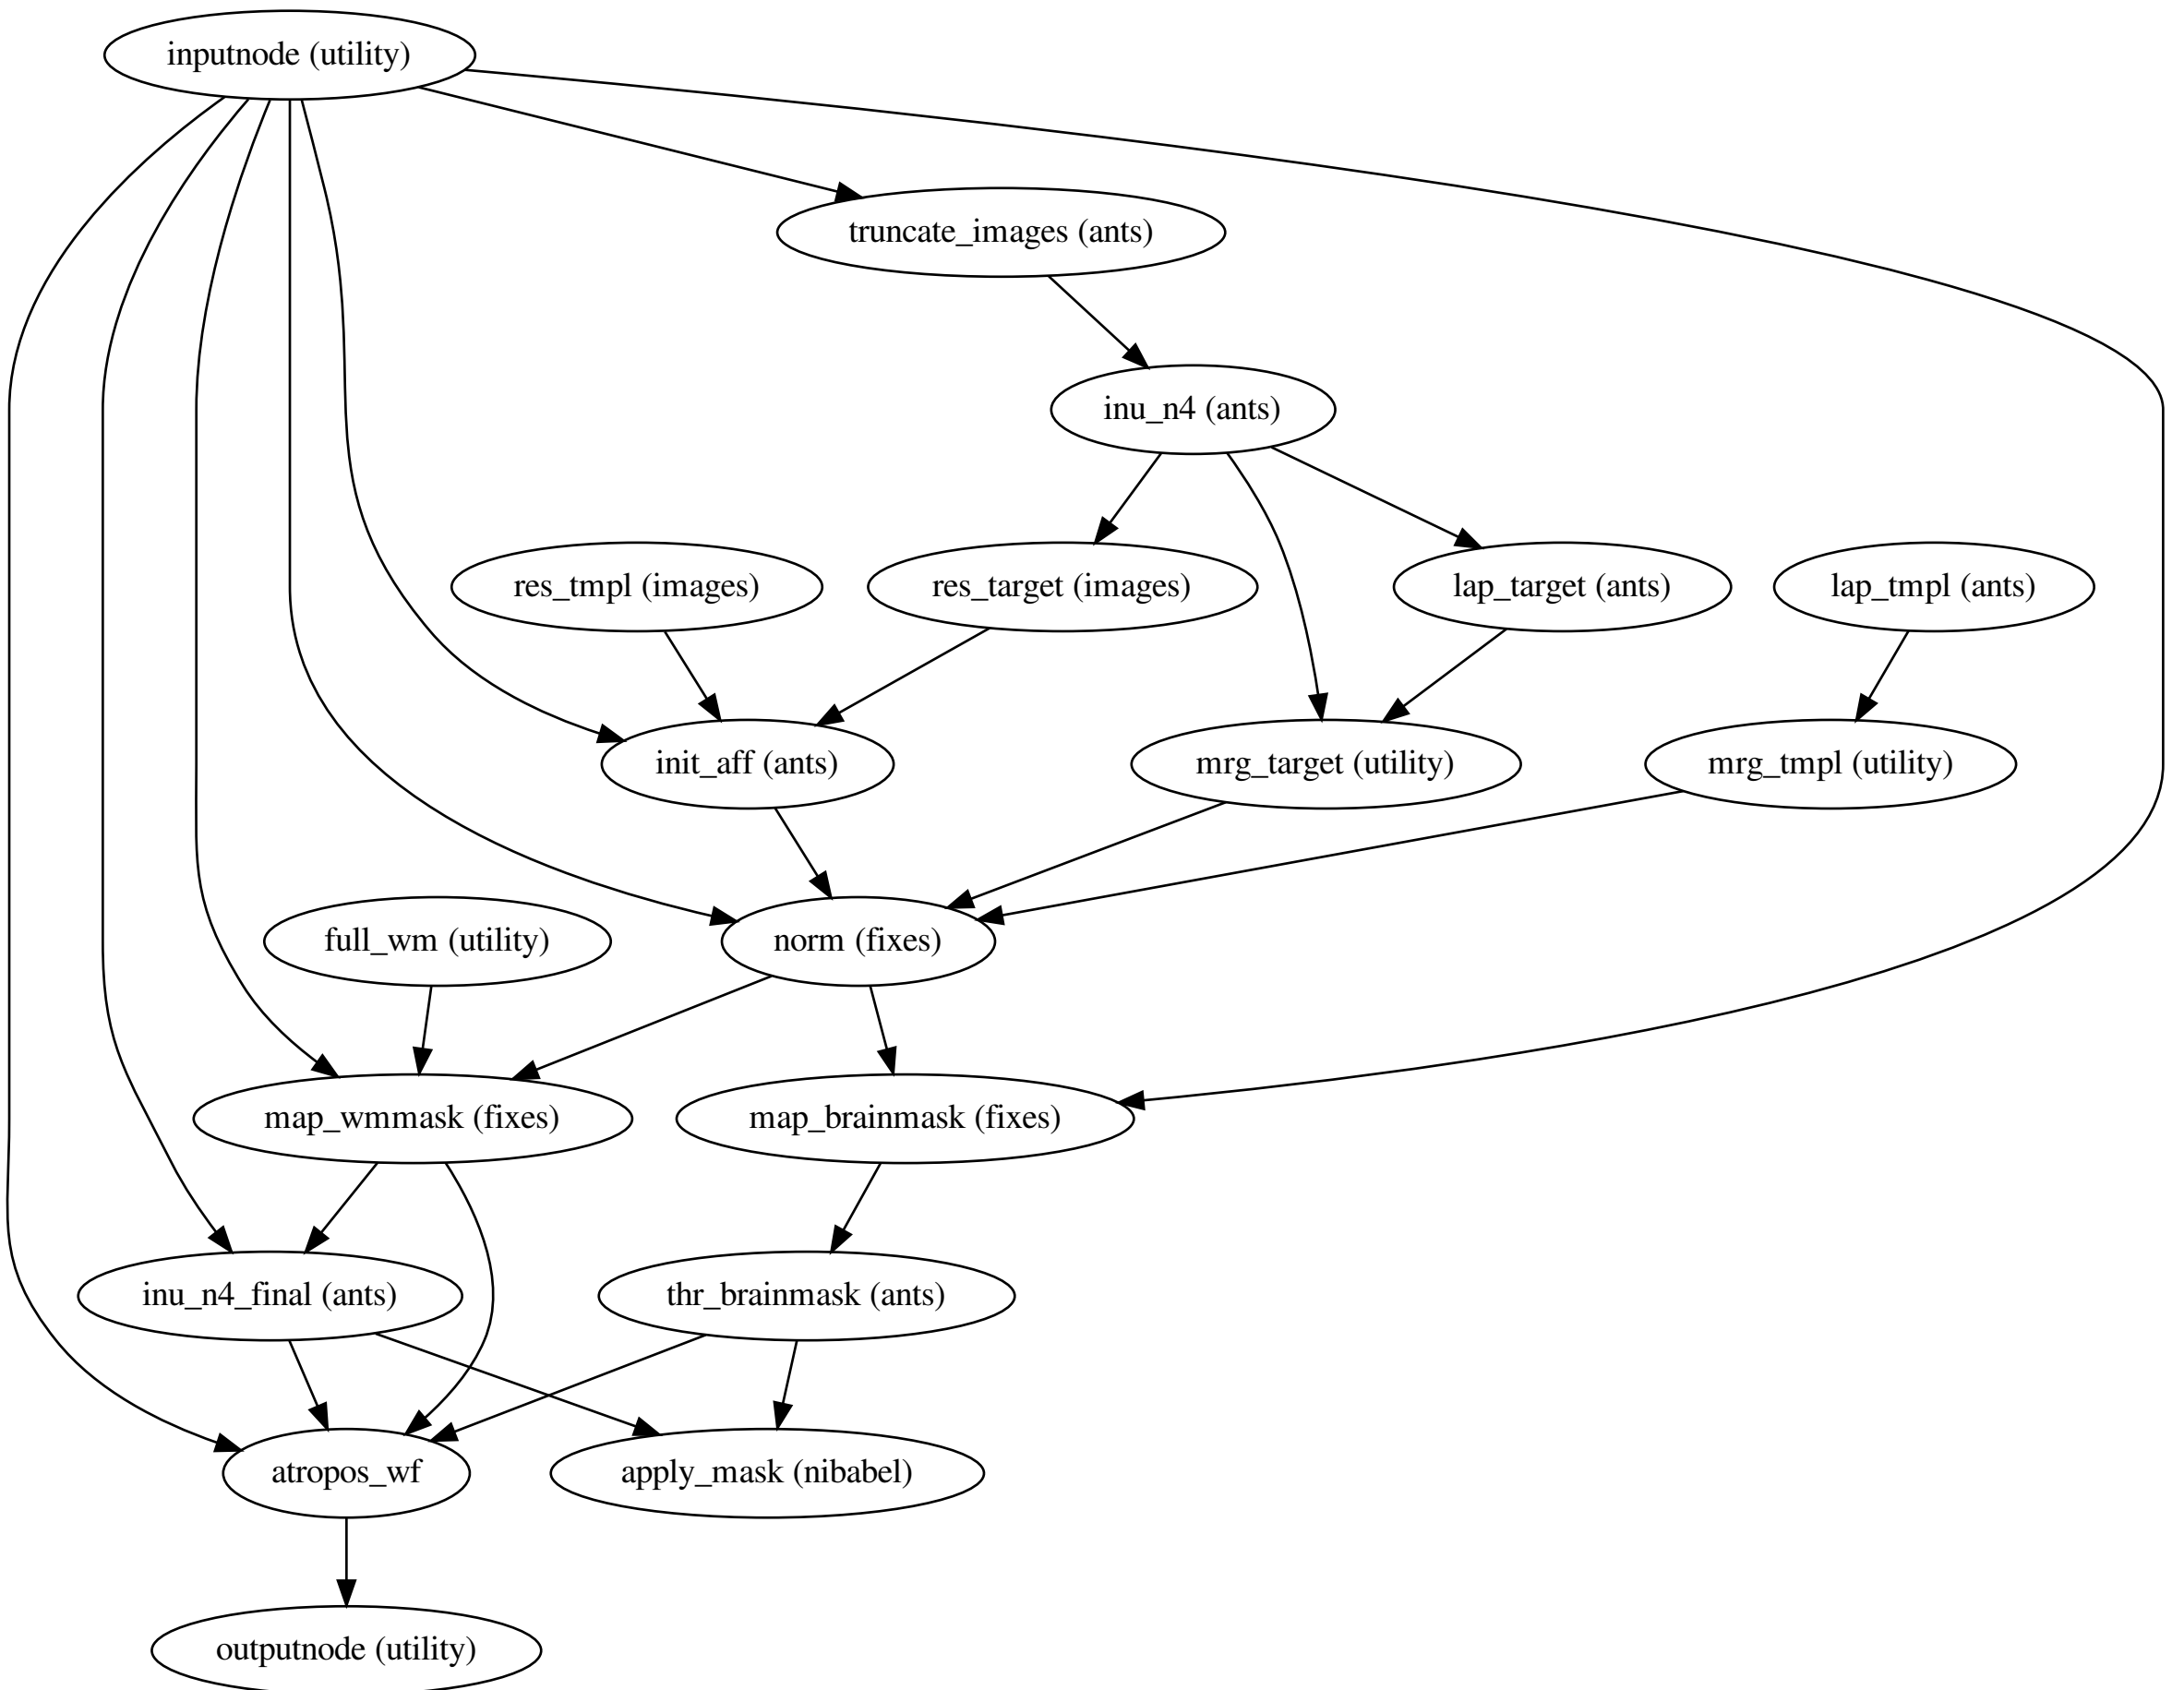 inputnode (utility)
truncate_images (ants)
inu_n4 (ants)
res_tmpl (images)
res_target (images)
lap_target (ants)
lap_tmpl (ants)
init_aff (ants)
mrg_target (utility)
mrg_tmpl (utility)
full_wm (utility)
norm (fixes)
map_wmmask (fixes)
map_brainmask (fixes)
inu_n4_final (ants)
thr_brainmask (ants)
atropos_wf
apply_mask (nibabel)
outputnode (utility)